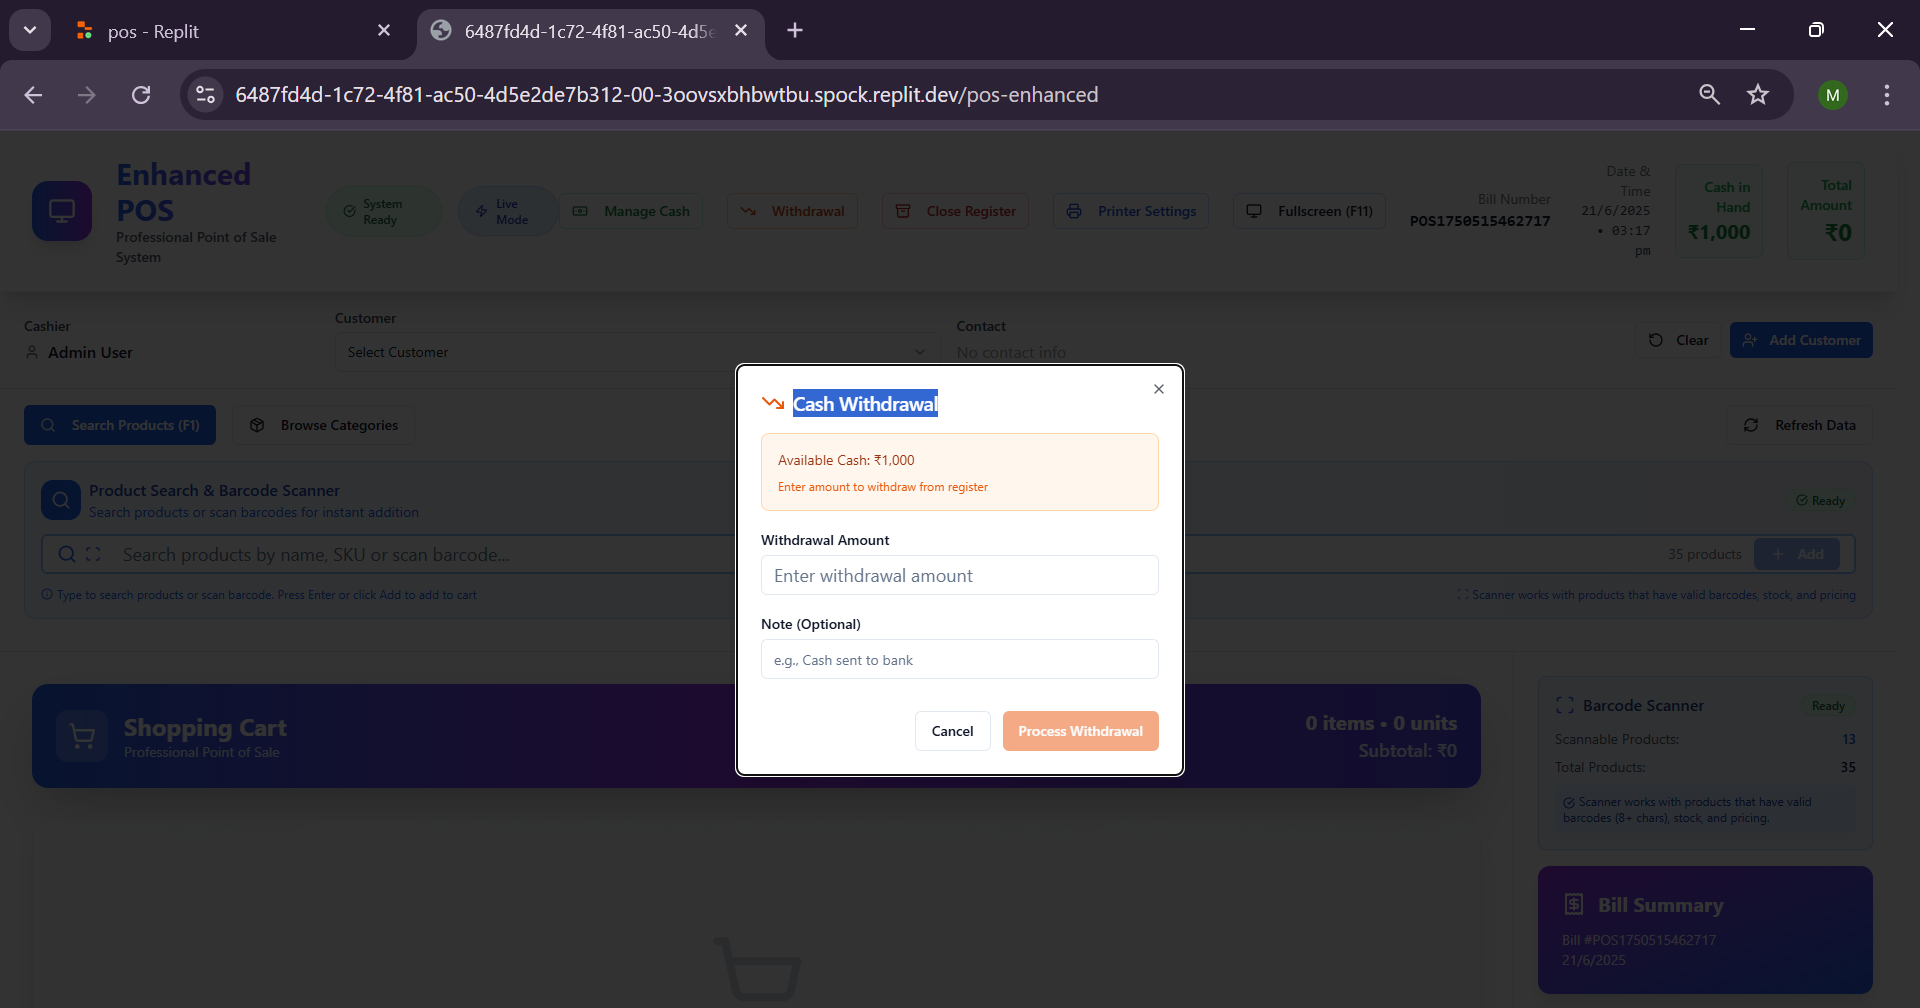 pos - Replit
6487fd4d-1c72-4f81-ac50-4d5e
6487fd4d-1c72-4f81-ac50-4d5e2de7b312-00-3oovsxbhbwtbu.spock.replit.dev/pos-enhanced
M
Enhanced
POS
Professional Point of Sale
System
System
Ready
Live
Mode
Manage Cash
Withdrawal
Close Register
Printer Settings
Fullscreen (F11)
Bill Number
POS1750515462717
Date &
Time
21/6/2025
• 03:17
pm
Cash in
Hand
₹1,000
Total
Amount
₹0
Cashier
Admin User
Customer
Select Customer
Contact
No contact info
Clear
Add Customer
Search Products (F1)
Browse Categories
Refresh Data
Product Search & Barcode Scanner
Search products or scan barcodes for instant addition
Ready
Search products by name, SKU or scan barcode...
35 products
Add
Type to search products or scan barcode. Press Enter or click Add to add to cart
Scanner works with products that have valid barcodes, stock, and pricing
Cash Withdrawal
Available Cash: ₹1,000
Enter amount to withdraw from register
Withdrawal Amount
Enter withdrawal amount
Note (Optional)
e.g., Cash sent to bank
Cancel
Process Withdrawal
Shopping Cart
Professional Point of Sale
0 items • 0 units
Subtotal: ₹0
Barcode Scanner
Ready
Scannable Products:
13
Total Products:
35
Scanner works with products that have valid
barcodes (8+ chars), stock, and pricing.
Bill Summary
Bill #POS1750515462717
21/6/2025